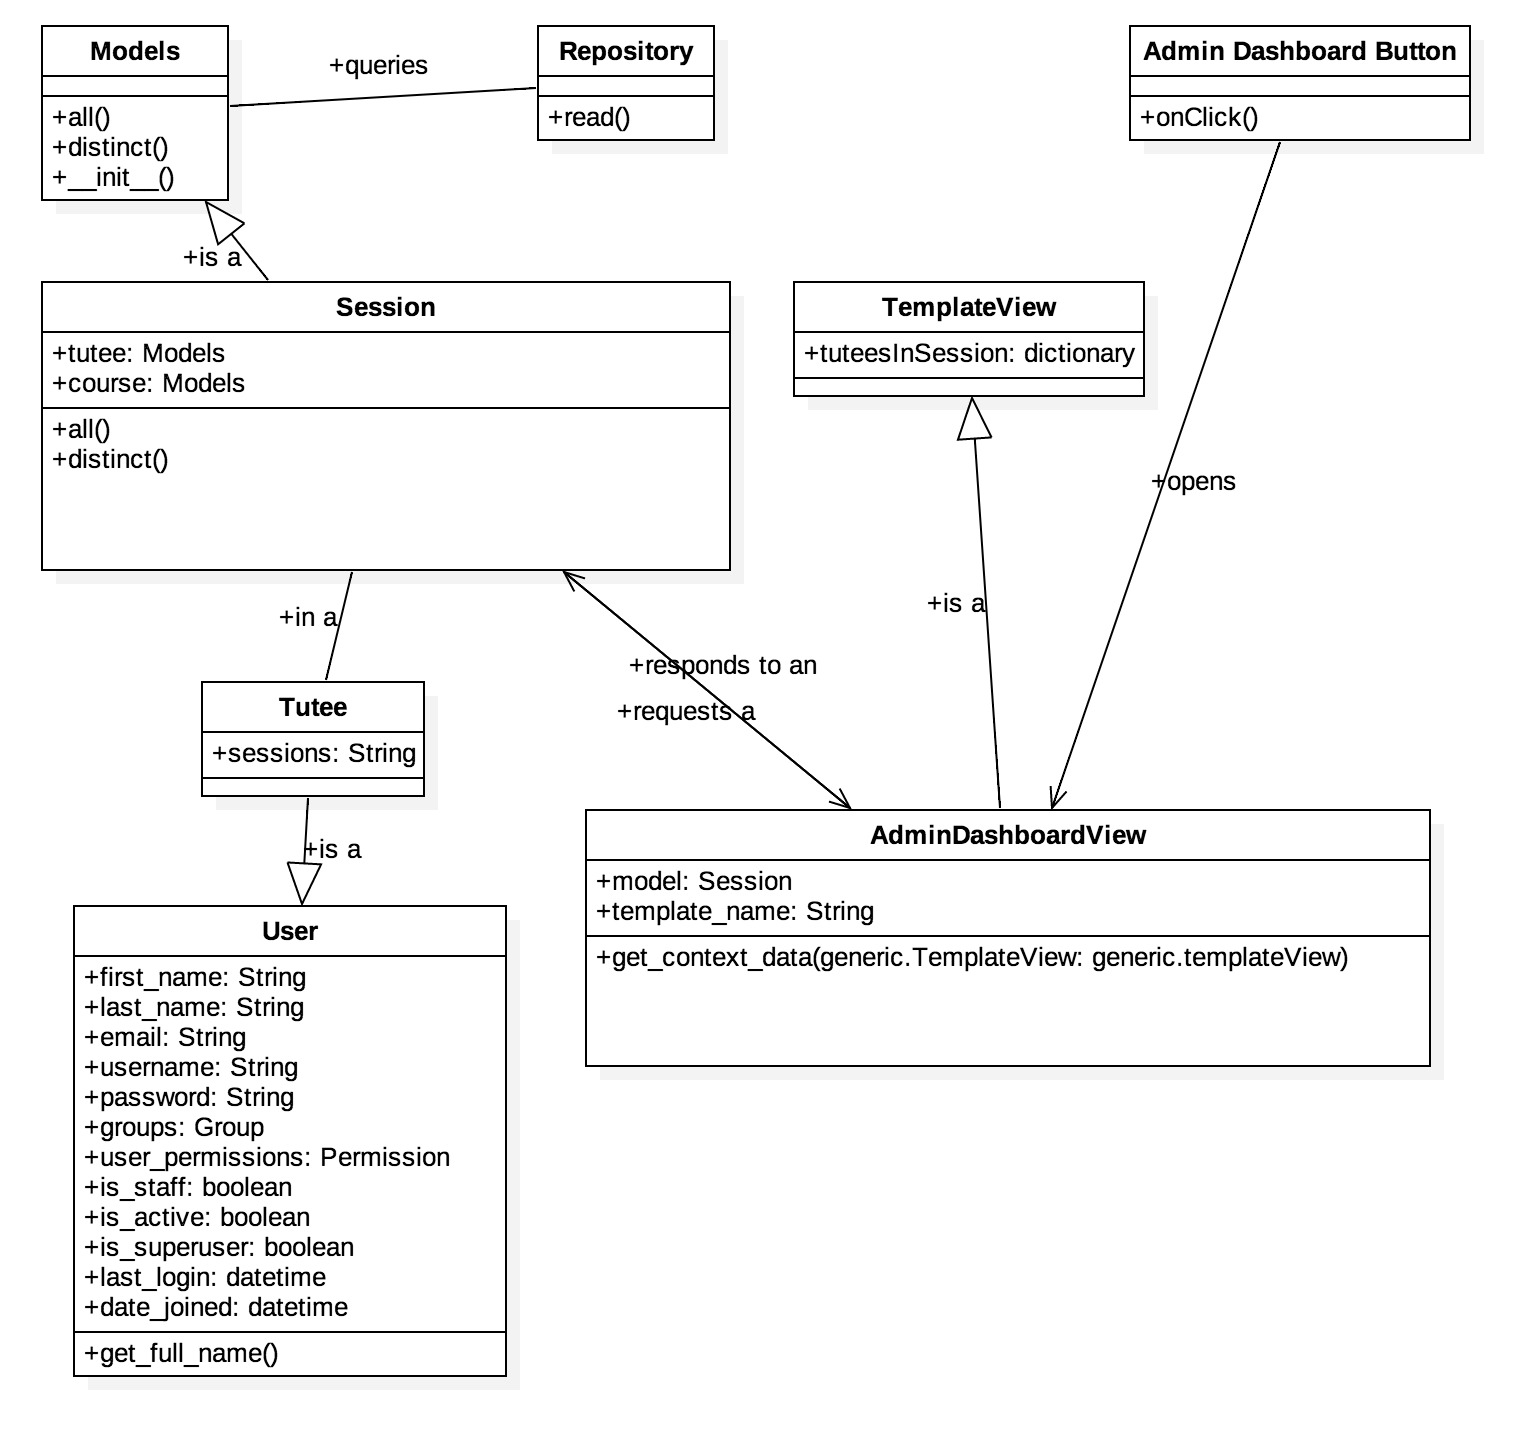 Models
+all()
+distinct()
+__init__()
+queries
Repository
+read()
Admin Dashboard Button
+onClick()
+is a
Session
+tutee: Models
+course: Models
+all()
+distinct()
TemplateView
+tuteesInSession: dictionary
+opens
+is a
+in a
+responds to an
+requests a
Tutee
+sessions: String
+is a
AdminDashboardView
+model: Session
+template_name: String
+get_context_data(generic.TemplateView: generic.templateView)
User
+first_name: String
+last_name: String
+email: String
+username: String
+password: String
+groups: Group
+user_permissions: Permission
+is_staff: boolean
+is_active: boolean
+is_superuser: boolean
+last_login: datetime
+date_joined: datetime
+get_full_name()